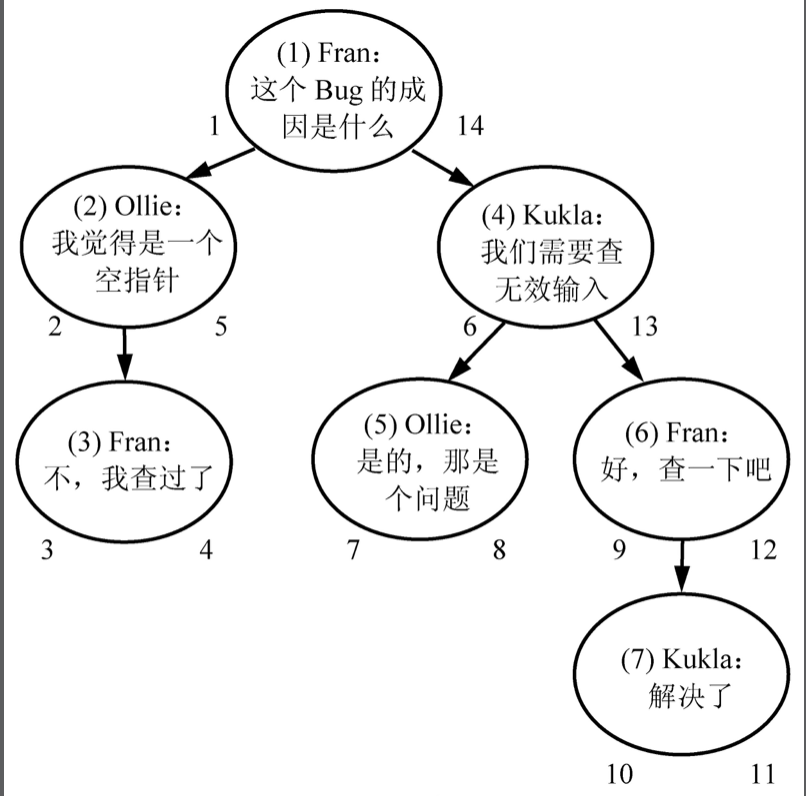 (1) Fran：
这个 Bug 的成
因是什么
1
14
(2) Ollie：
我觉得是一个
空指针
2
5
(4) Kukla：
我们需要查
无效输入
6
13
(3) Fran：
不，我查过了
3
4
(5) Ollie：
是的，那是
个问题
7
8
(6) Fran：
好，查一下吧
9
12
(7) Kukla：
解决了
10
11